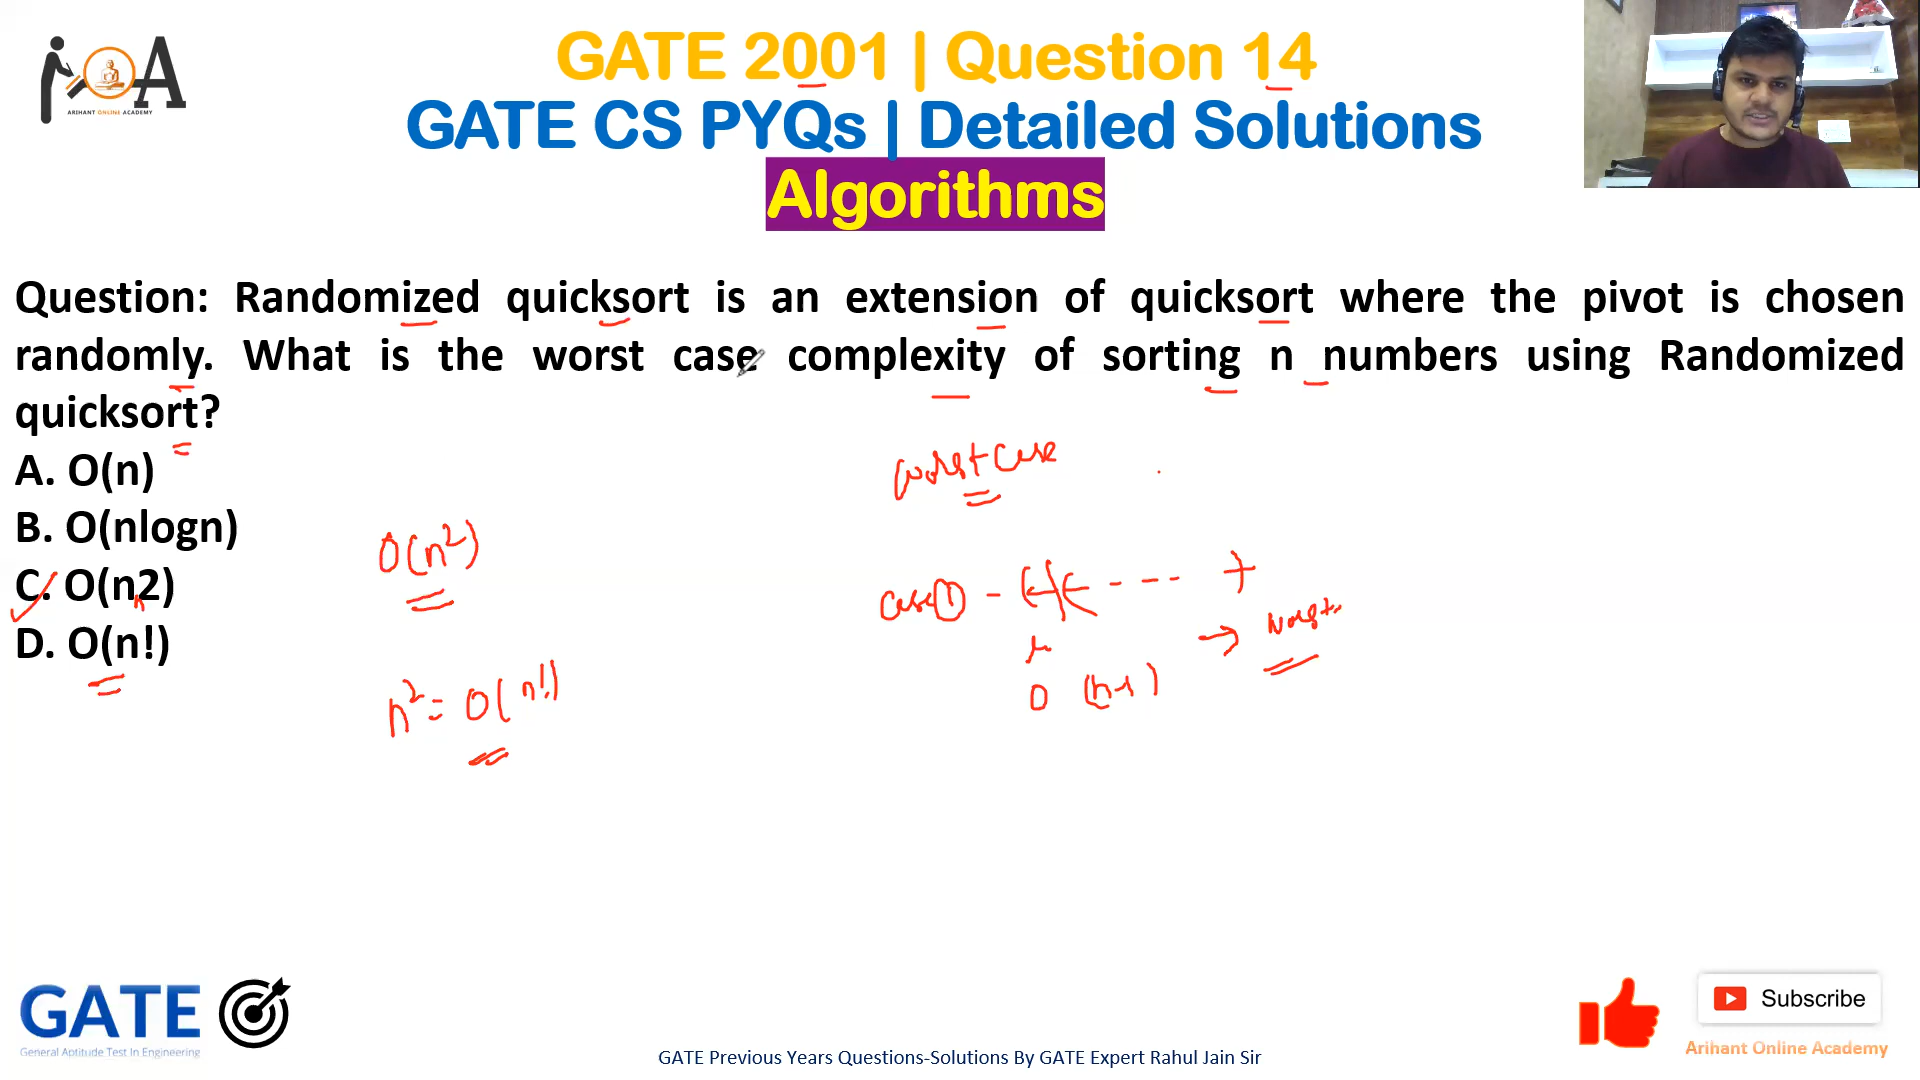 GATE 2001 | Question 14
GATE CS PYQs | Detailed Solutions
Algorithms
A
ARIHANT ONLINE ACADEMY
Question: Randomized quicksort is an extension of quicksort where the pivot is chosen
randomly. What is the worst case complexity of sorting n numbers using Randomized
quicksort?
A. O(n)
B. O(nlogn)
C. O(n2)
D. O(n!)
worst case
O(n²)
case ① -
worst
0 (n-1)
n² = O(n!)
GATE
General Aptitude Test In Engineering
GATE Previous Years Questions-Solutions By GATE Expert Rahul Jain Sir
Subscribe
Arihant Online Academy